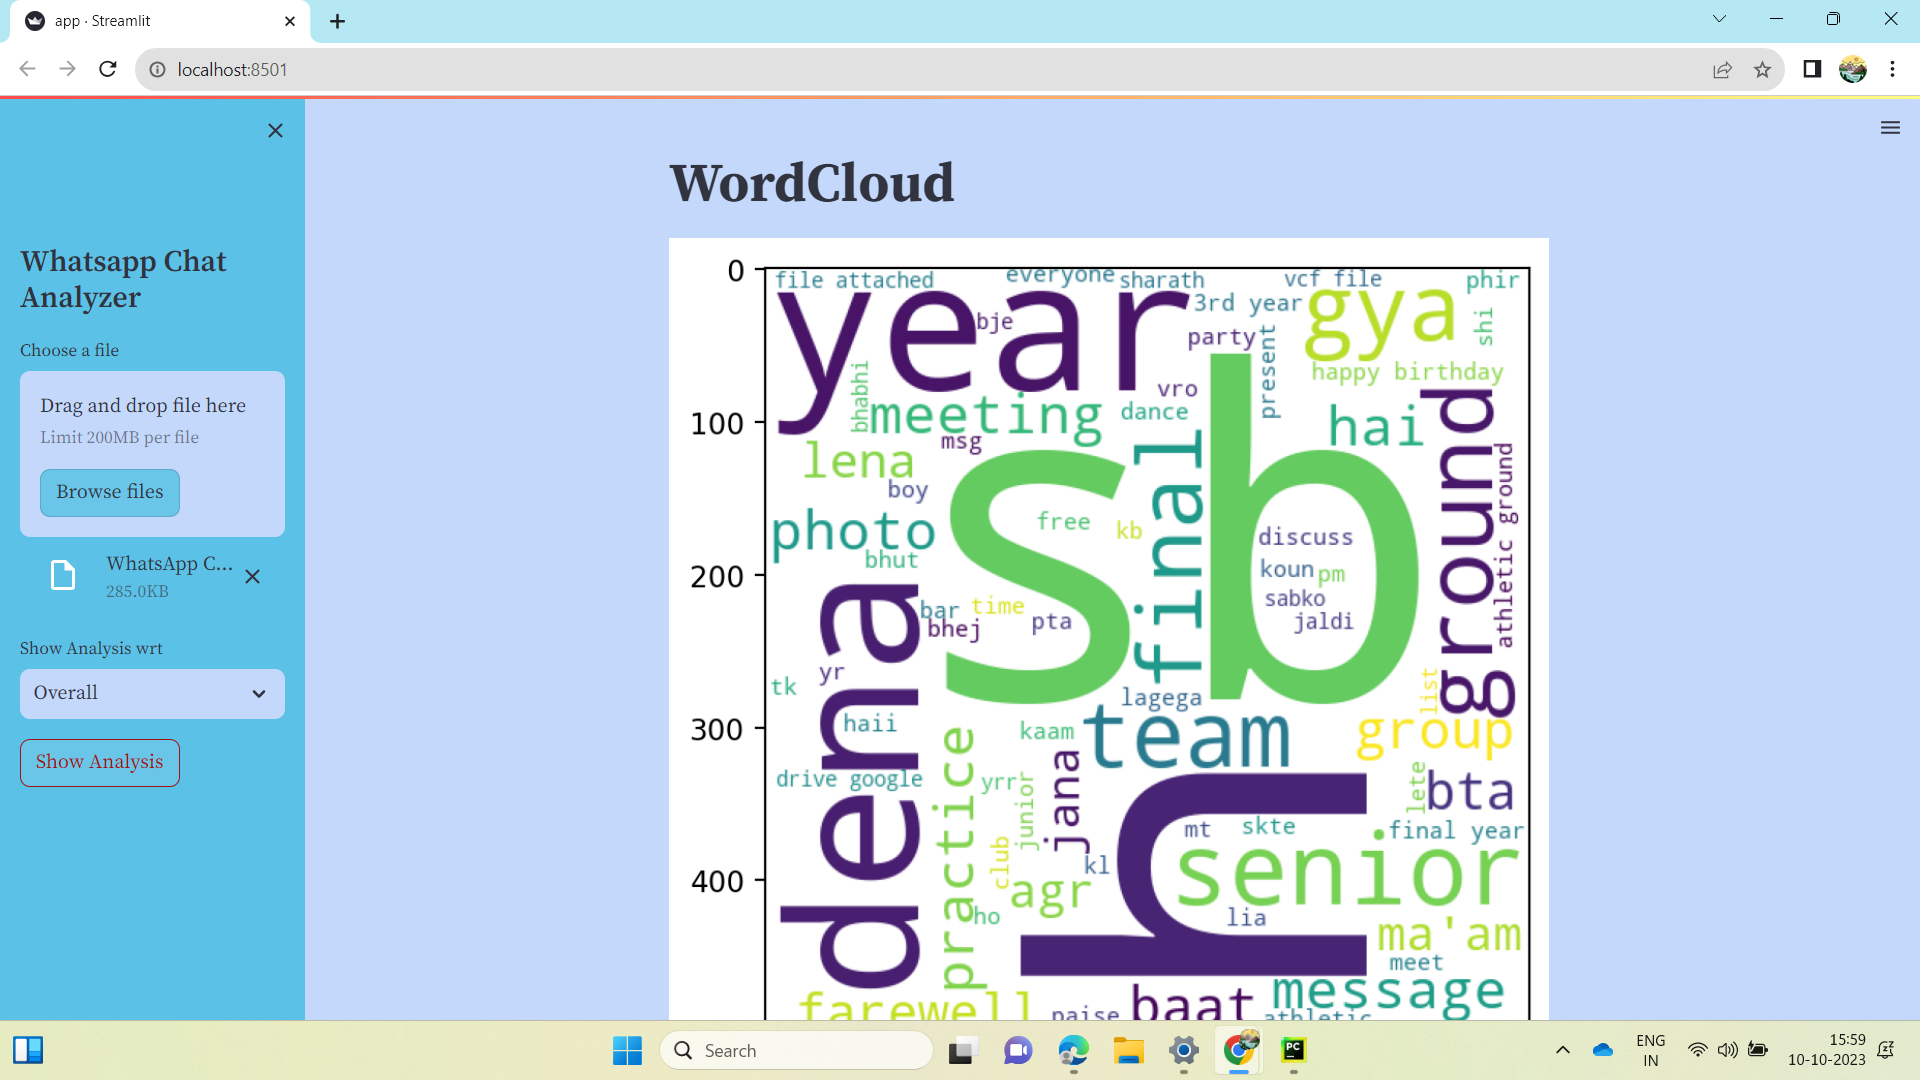 app · Streamlit
localhost:8501
Whatsapp Chat
Analyzer
Choose a file
Drag and drop file here
Limit 200MB per file
Browse files
WhatsApp C...
285.0KB
Show Analysis wrt
Overall
Show Analysis
WordCloud
0
100
200
300
400
file attached
everyone
sharath
vcf file
phir
year
3rd year
gya
shi
bje
party
present
happy birthday
bhabhi
vro
meeting
dance
hai
ground
msg
lena
final
sb
athletic ground
boy
photo
free
kb
discuss
bhut
koun
pm
sabko
jaldi
dena
bar
time
bhej
pta
yr
tk
lagega
list
haii
kaam
team
group
practice
jana
drive google
yrr
junior
lete
bta
h
mt
skte
final year
club
kl
senior
agr
ho
lia
ma'am
meet
farewell
paise
baat
message
athletic
Search
ENG
IN
15:59
10-10-2023
PC